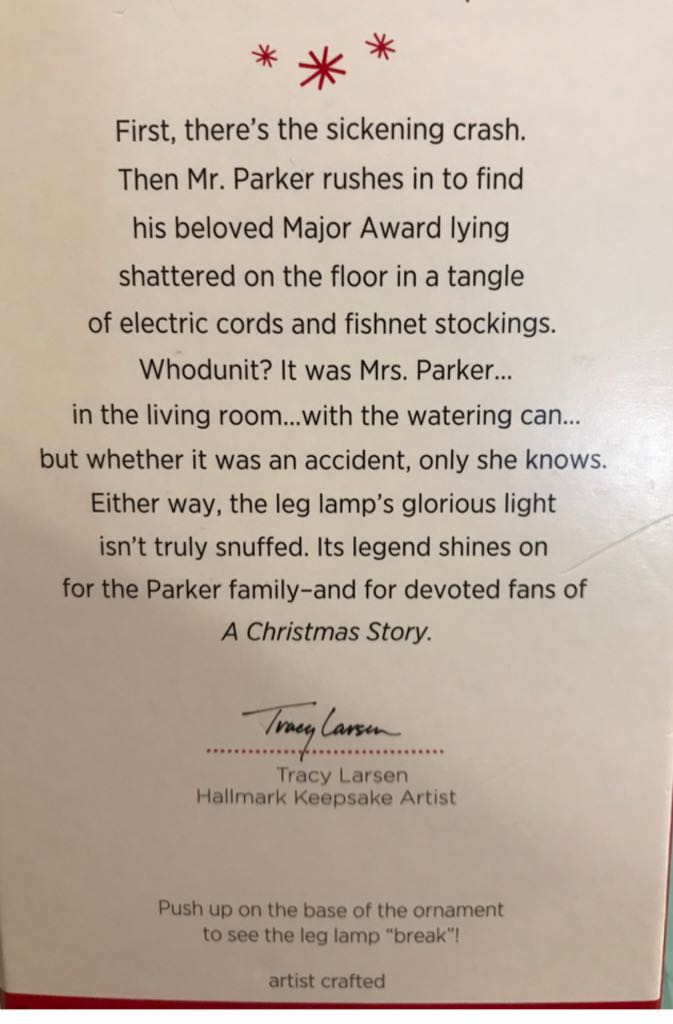 First, there's the sickening crash.
Then Mr. Parker rushes in to find
his beloved Major Award lying
shattered on the floor in a tangle
of electric cords and fishnet stockings.
Whodunit? It was Mrs. Parker...
in the living room...with the watering can...
but whether it was an accident, only she knows.
Either way, the leg lamp's glorious light
isn't truly snuffed. Its legend shines on
for the Parker family–and for devoted fans of
A Christmas Story.
Tracy Larsen
Tracy Larsen
Hallmark Keepsake Artist
Push up on the base of the ornament
to see the leg lamp "break"!
artist crafted